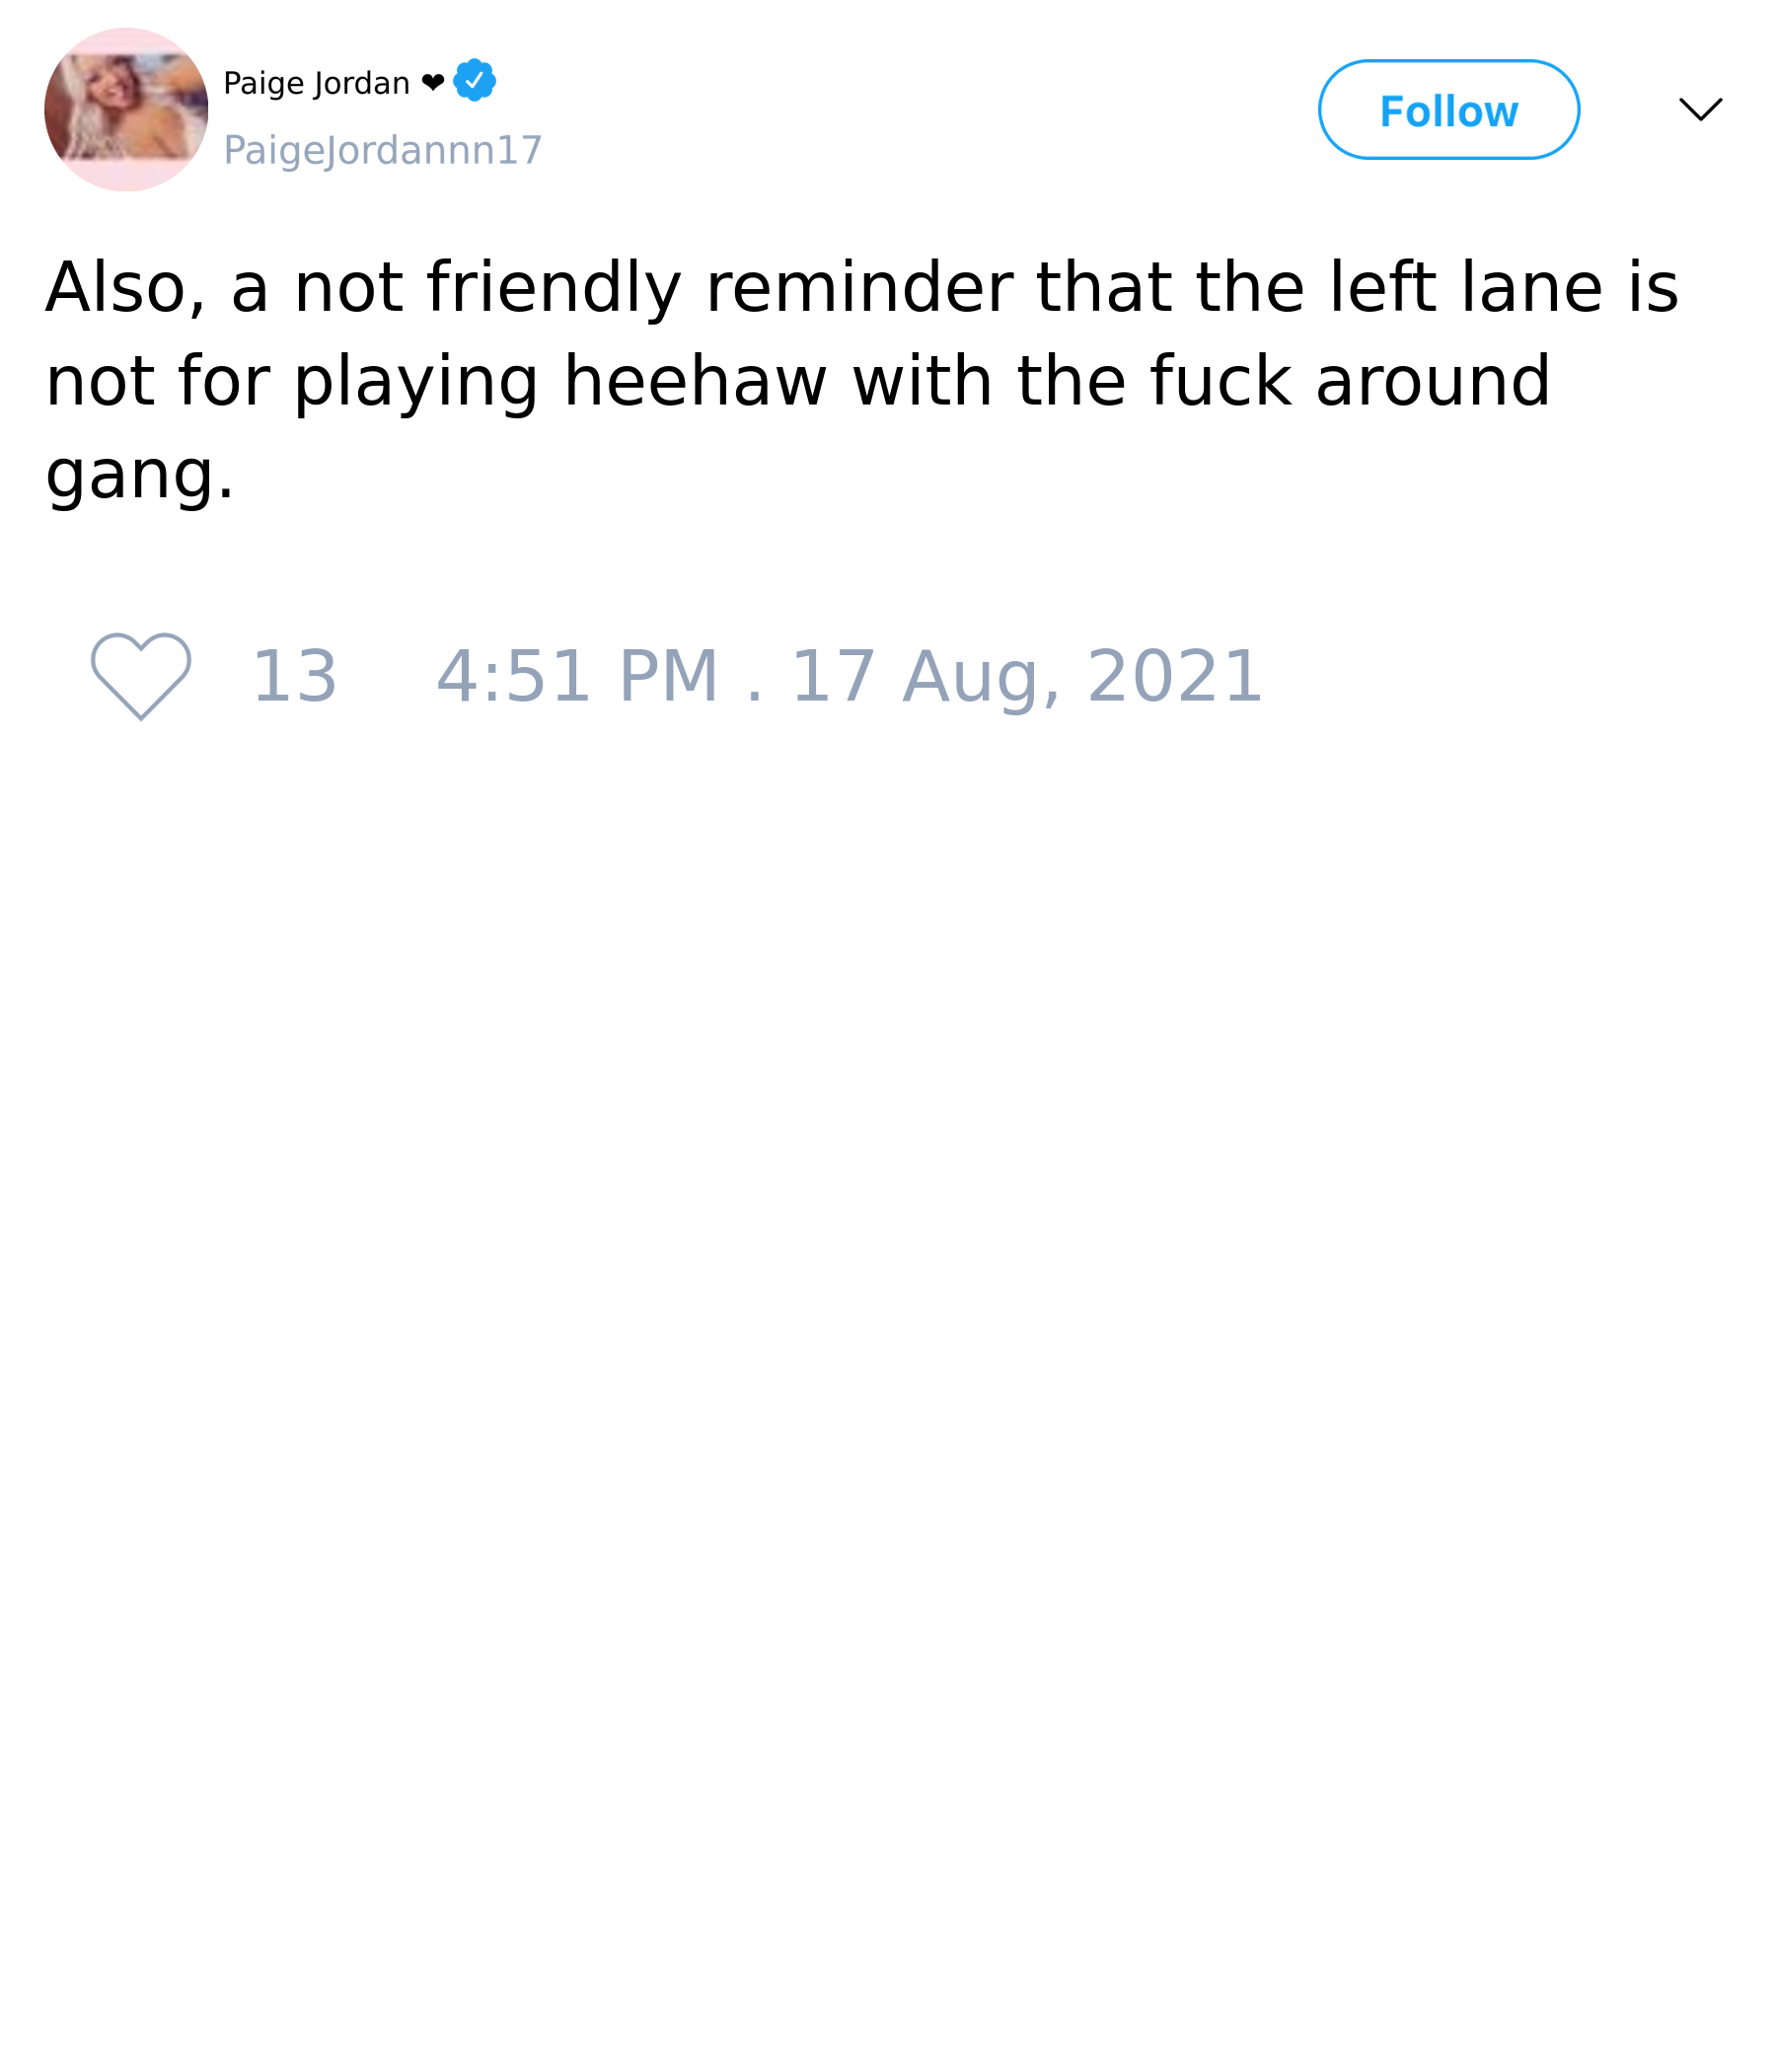 Paige Jordan ❤
PaigeJordannn17
Follow
Also, a not friendly reminder that the left lane is
not for playing heehaw with the fuck around
gang.
13 4:51 PM . 17 Aug, 2021